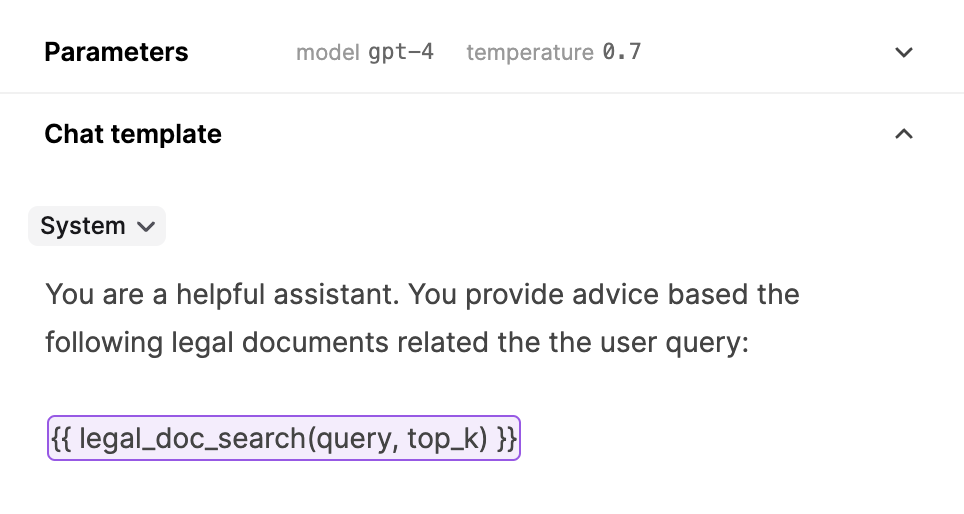 Parameters model gpt-4 temperature 0.7
Chat template
System
You are a helpful assistant. You provide advice based the
following legal documents related the the user query:
{{ legal_doc_search(query, top_k) }}